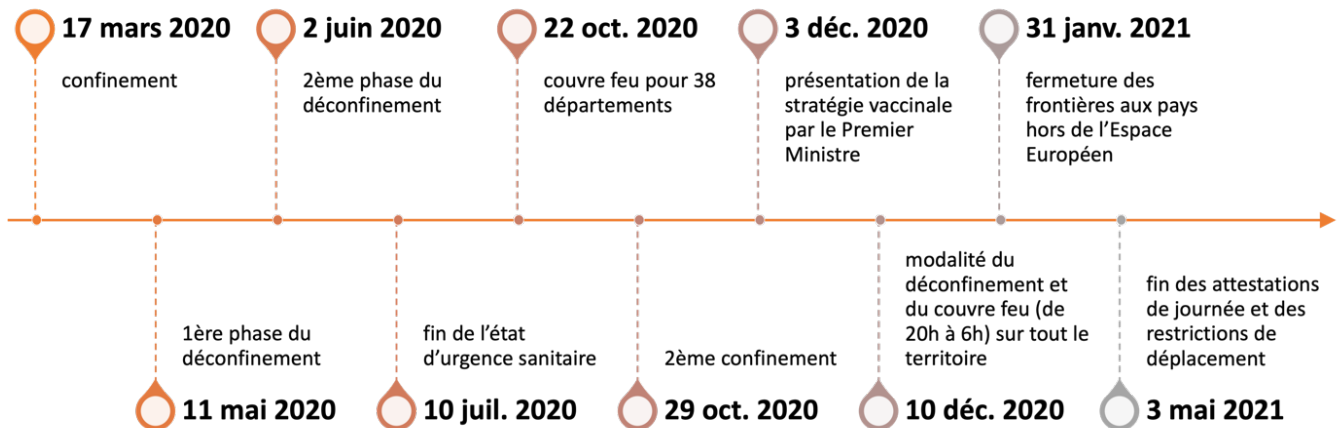 17 mars 2020
confinement
2 juin 2020
2ème phase du
déconfinement
22 oct. 2020
couvre feu pour 38
départements
3 déc. 2020
présentation de la
stratégie vaccinale
par le Premier
Ministre
31 janv. 2021
fermeture des
frontières aux pays
hors de l’Espace
Européen
1ère phase du
déconfinement
11 mai 2020
fin de l’état
d’urgence sanitaire
10 juil. 2020
2ème confinement
29 oct. 2020
modalité du
déconfinement et
du couvre feu (de
20h à 6h) sur tout le
territoire
10 déc. 2020
fin des attestations
de journée et des
restrictions de
déplacement
3 mai 2021